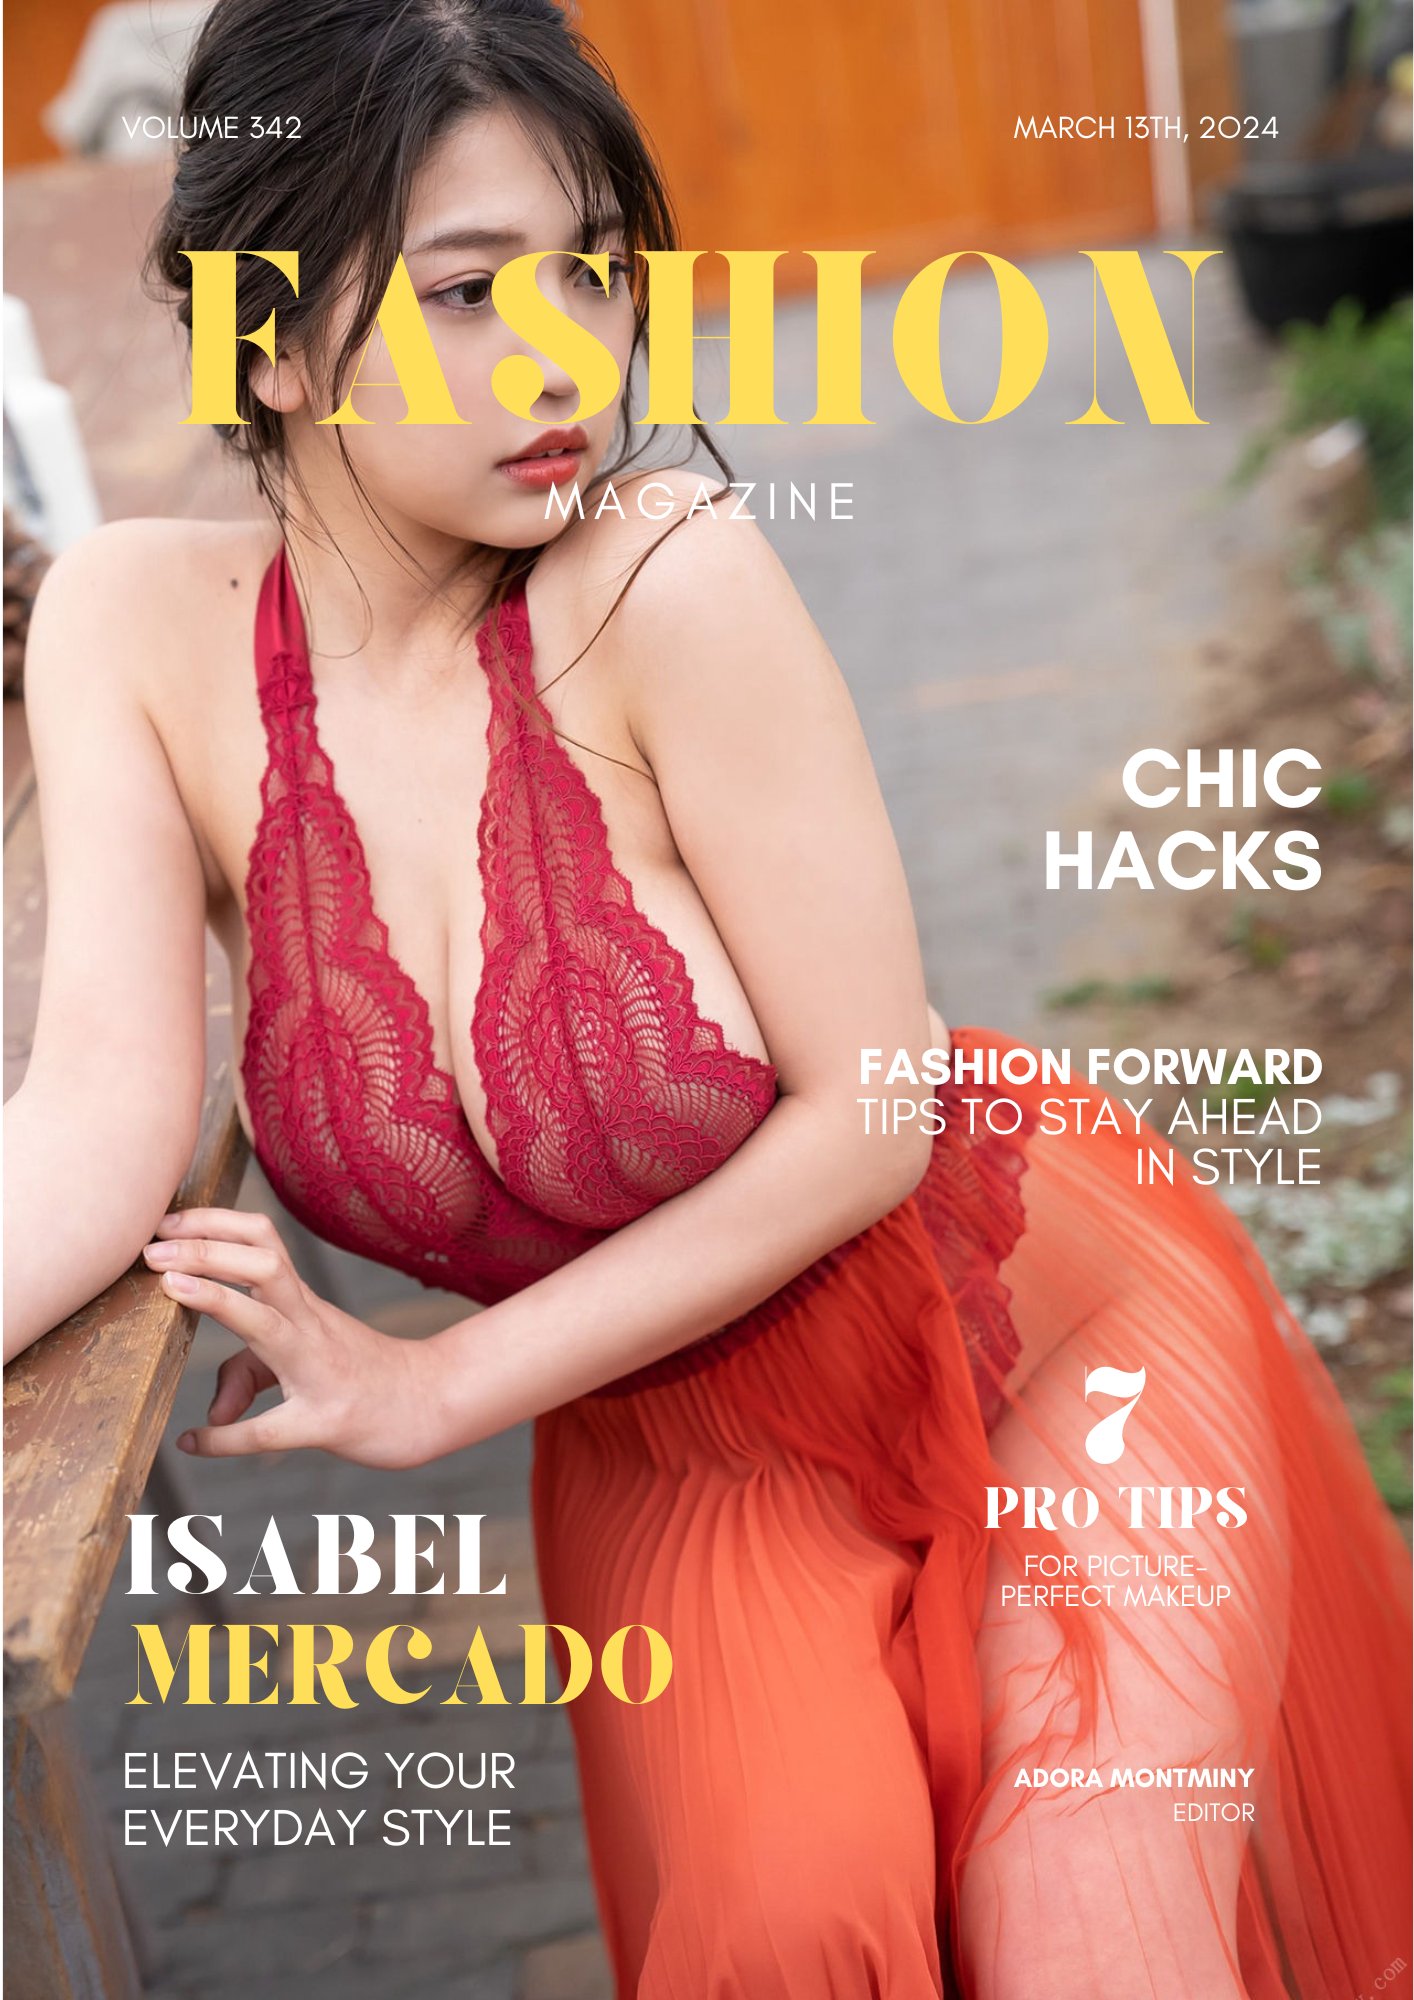 VOLUME 342
MARCH 13TH, 2024
FASHION
MAGAZINE
CHIC
HACKS
FASHION FORWARD
TIPS TO STAY AHEAD
IN STYLE
7
PRO TIPS
FOR PICTURE-
PERFECT MAKEUP
ISABEL
MERCADO
ELEVATING YOUR
EVERYDAY STYLE
ADORA MONTMINY
EDITOR